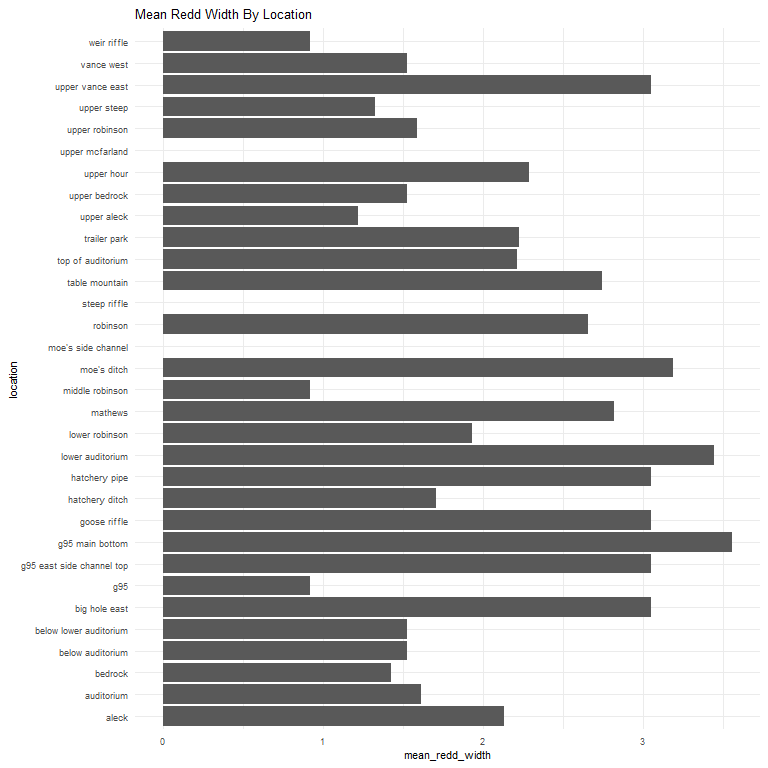 Mean Redd Width By Location
weir riffle
vance west
upper vance east
upper steep
upper robinson
upper mcfarland
upper hour
upper bedrock
upper aleck
trailer park
top of auditorium
table mountain
steep riffle
robinson
moe's side channel
moe's ditch
middle robinson
mathews
lower robinson
lower auditorium
hatchery pipe
hatchery ditch
goose riffle
g95 main bottom
g95 east side channel top
g95
big hole east
below lower auditorium
below auditorium
bedrock
auditorium
aleck
location
0 1 2 3
mean_redd_width